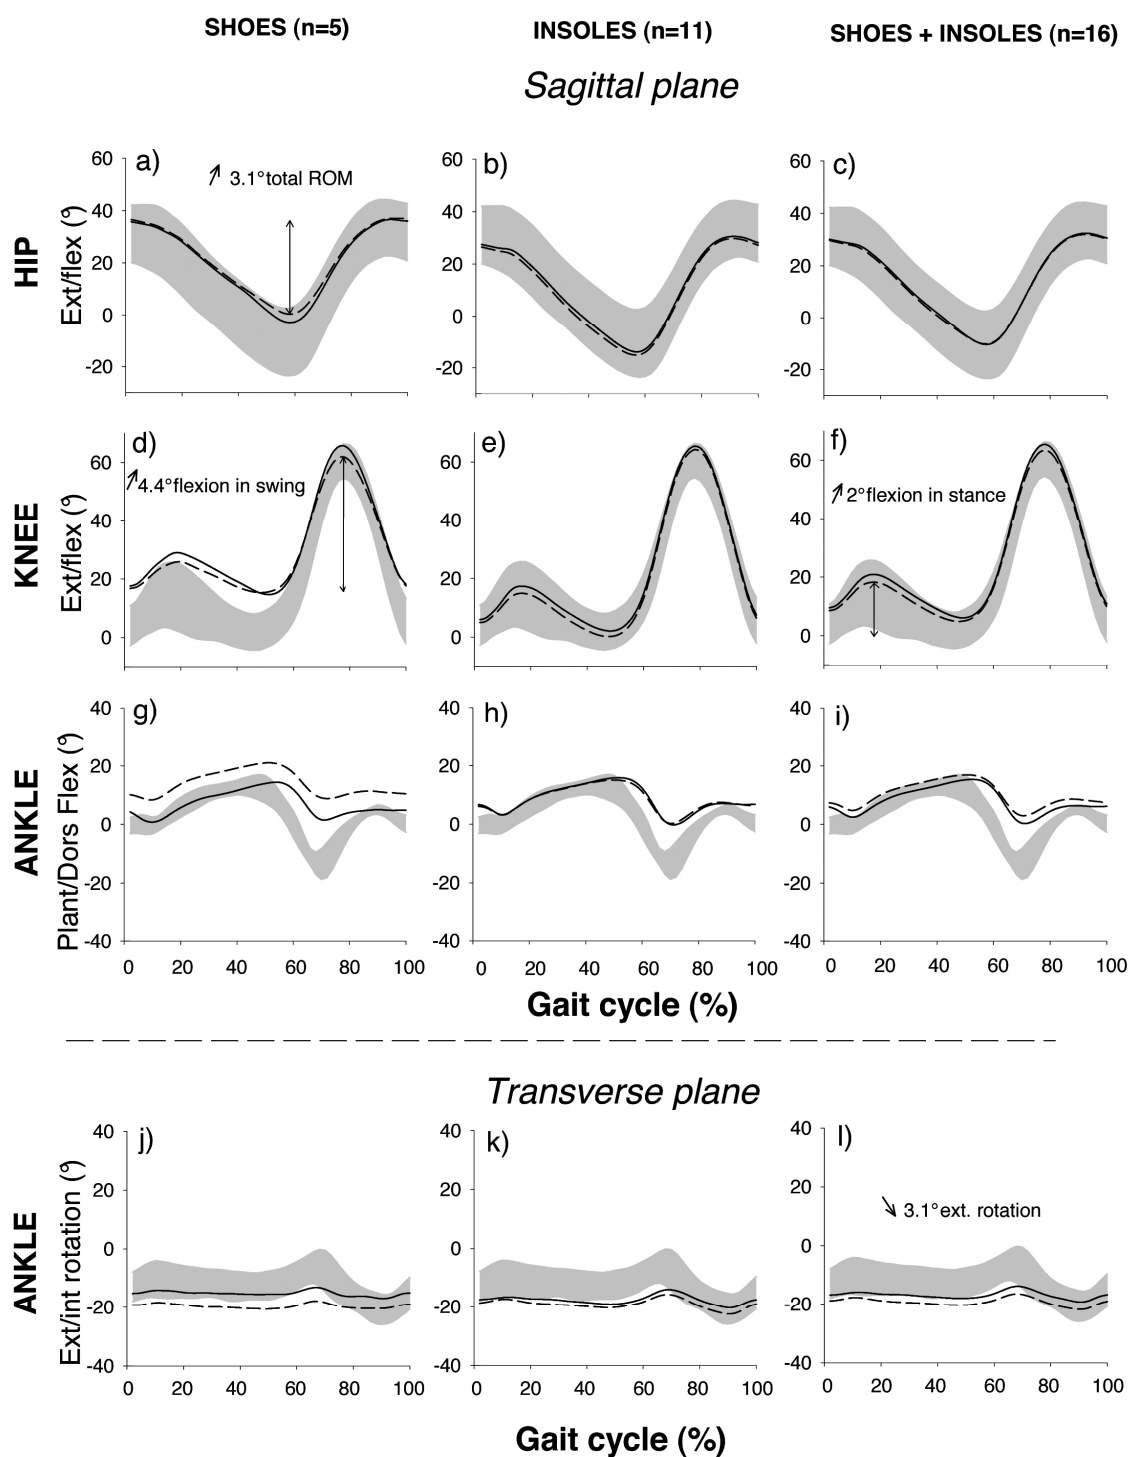 SHOES (n=5)
INSOLES (n=11)
SHOES + INSOLES (n=16)
Sagittal plane
HIP
Ext/flex (°)
a)
↗ 3.1° total ROM
60
40
20
0
-20
b)
60
40
20
0
-20
c)
60
40
20
0
-20
KNEE
Ext/flex (°)
d)
↗ 4.4° flexion in swing
60
40
20
0
e)
60
40
20
0
f)
↗ 2° flexion in stance
60
40
20
0
ANKLE
Plant/Dors Flex (°)
g)
40
20
0
-20
-40
0 20 40 60 80 100
h)
40
20
0
-20
-40
0 20 40 60 80 100
i)
40
20
0
-20
-40
0 20 40 60 80 100
Gait cycle (%)
Transverse plane
ANKLE
Ext/int rotation (°)
j)
40
20
0
-20
-40
0 20 40 60 80 100
k)
40
20
0
-20
-40
0 20 40 60 80 100
l)
↘ 3.1° ext. rotation
40
20
0
-20
-40
0 20 40 60 80 100
Gait cycle (%)